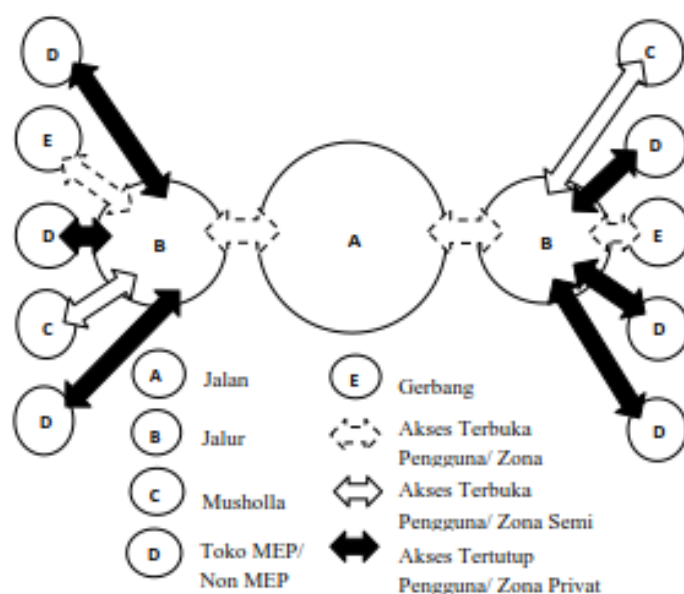 D
C
E
D
D
B
A
B
E
C
D
D
D
A Jalan
E Gerbang
B Jalur
Akses Terbuka
Pengguna/ Zona
C Musholla
Akses Terbuka
Pengguna/ Zona Semi
D Toko MEP/
Non MEP
Akses Tertutup
Pengguna/ Zona Privat